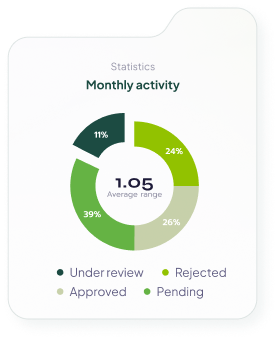 Statistics
Monthly activity
11%
24%
1.05
Average range
39%
26%
Under review
Rejected
Approved
Pending